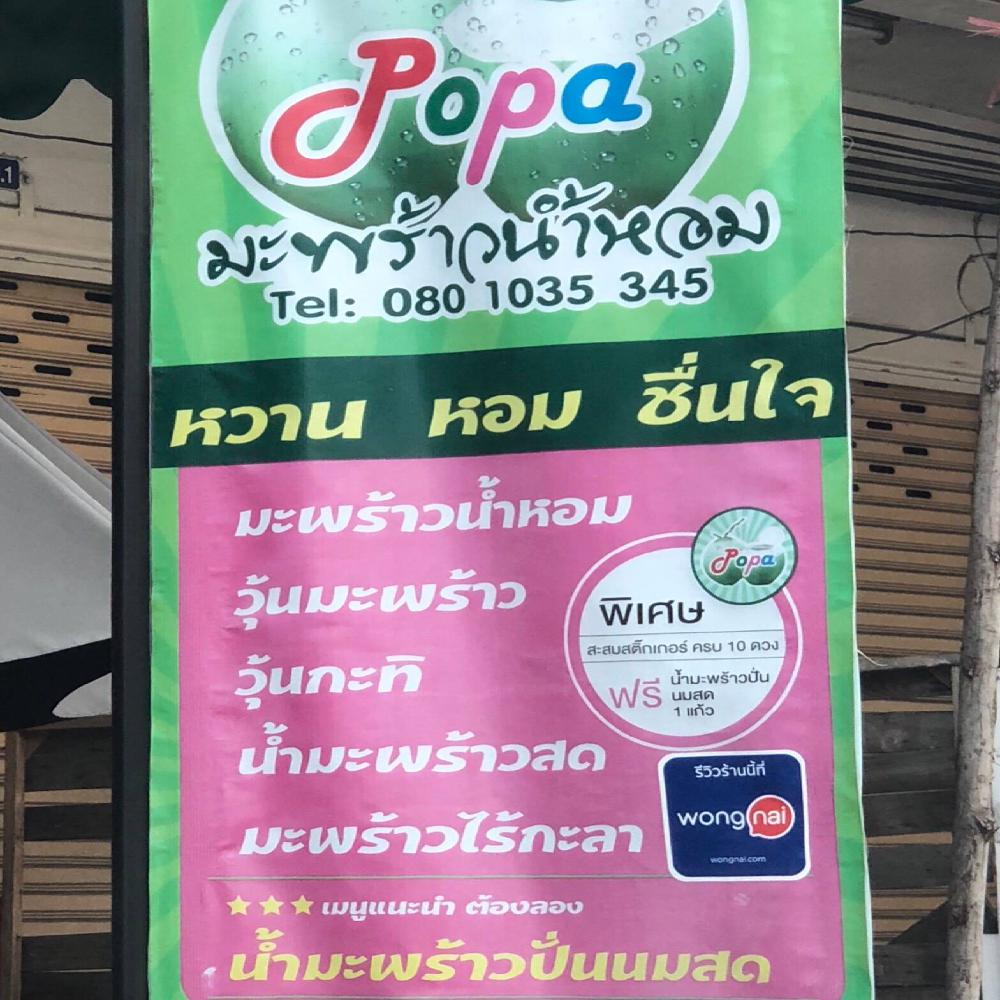 Popa
มะพร้าวน้ำหอม
Tel: 080 1035 345
หวาน หอม ชื่นใจ
มะพร้าวน้ำหอม
วุ้นมะพร้าว
วุ้นกะทิ
น้ำมะพร้าวสด
มะพร้าวไร้กะลา
Popa
พิเศษ
สะสมสติ๊กเกอร์ ครบ 10 ดวง
ฟรี น้ำมะพร้าวปั่น
นมสด
1 แก้ว
รีวิวร้านนี้ที่
wongnai
wongnai.com
เมนูแนะนำ ต้องลอง
น้ำมะพร้าวปั่นนมสด